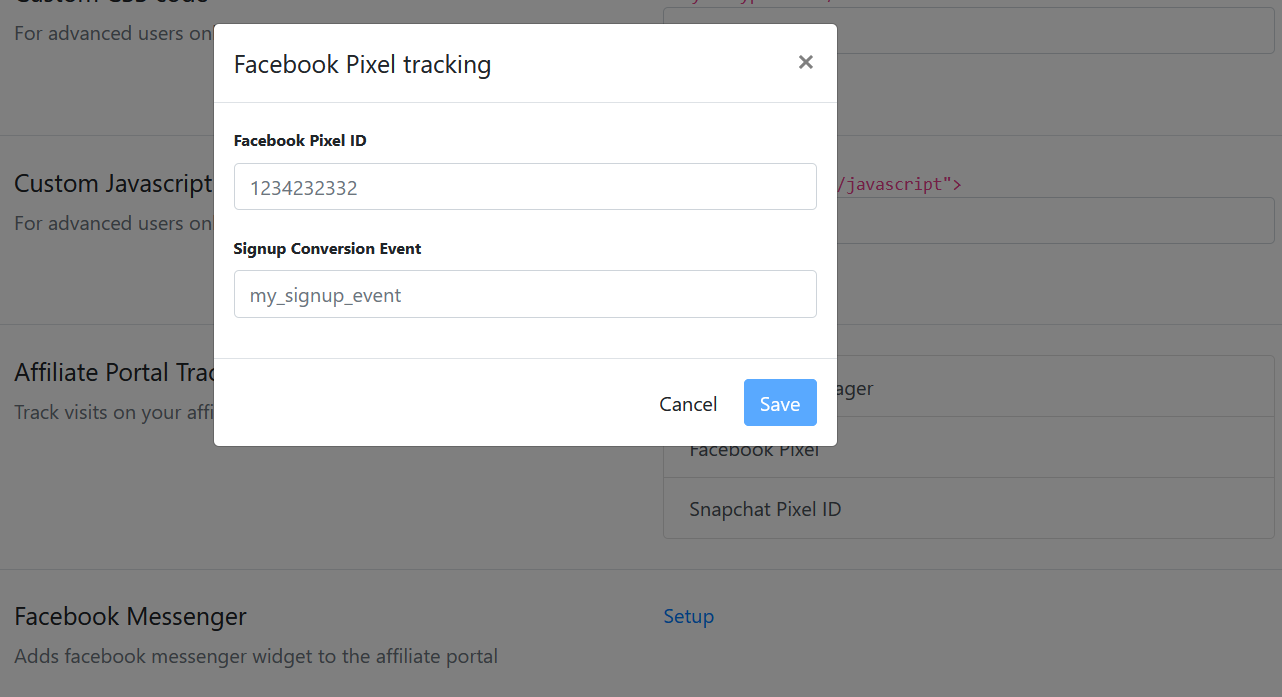 For advanced users on
Facebook Pixel tracking
×
Facebook Pixel ID
1234232332
Signup Conversion Event
my_signup_event
Cancel
Save
Custom Javascript
/javascript">
For advanced users on
Affiliate Portal Trac
Track visits on your affi
ager
Facebook Pixel
Snapchat Pixel ID
Facebook Messenger
Setup
Adds facebook messenger widget to the affiliate portal